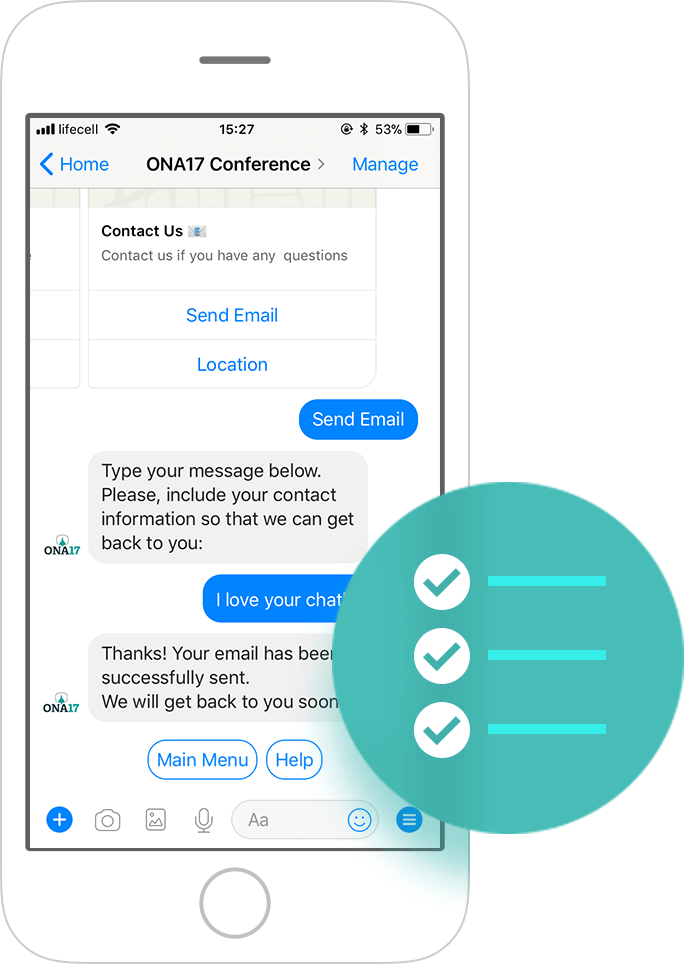 lifecell 15:27 53%
Home ONA17 Conference Manage
Contact Us
Contact us if you have any questions
Send Email
Location
Send Email
Type your message below.
Please, include your contact
information so that we can get
back to you:
ONA17
I love your chat
Thanks! Your email has been
successfully sent.
We will get back to you soon
ONA17
Main Menu Help
Aa